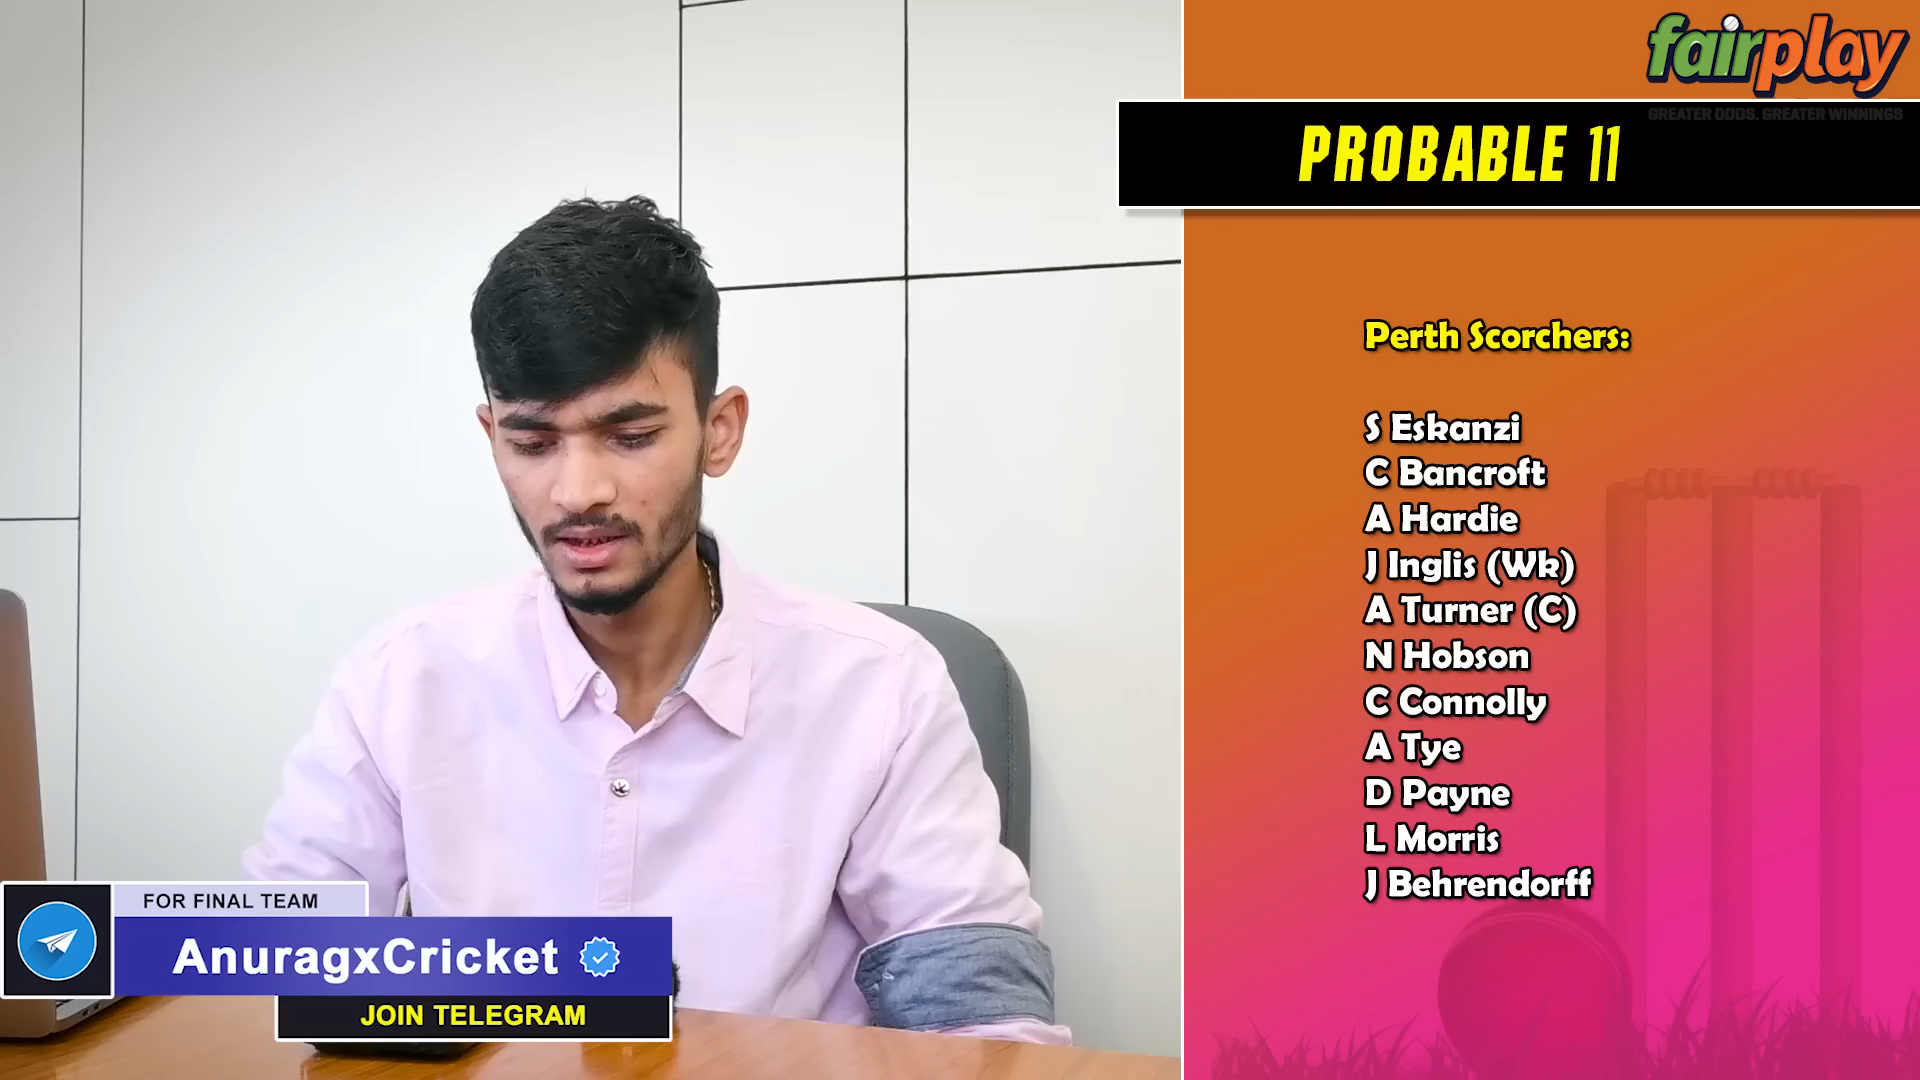 fairplay
GREATER ODDS. GREATER WINNINGS
PROBABLE 11
Perth Scorchers:
S Eskanzi
C Bancroft
A Hardie
J Inglis (Wk)
A Turner (C)
N Hobson
C Connolly
A Tye
D Payne
L Morris
J Behrendorff
FOR FINAL TEAM
AnuragxCricket
JOIN TELEGRAM